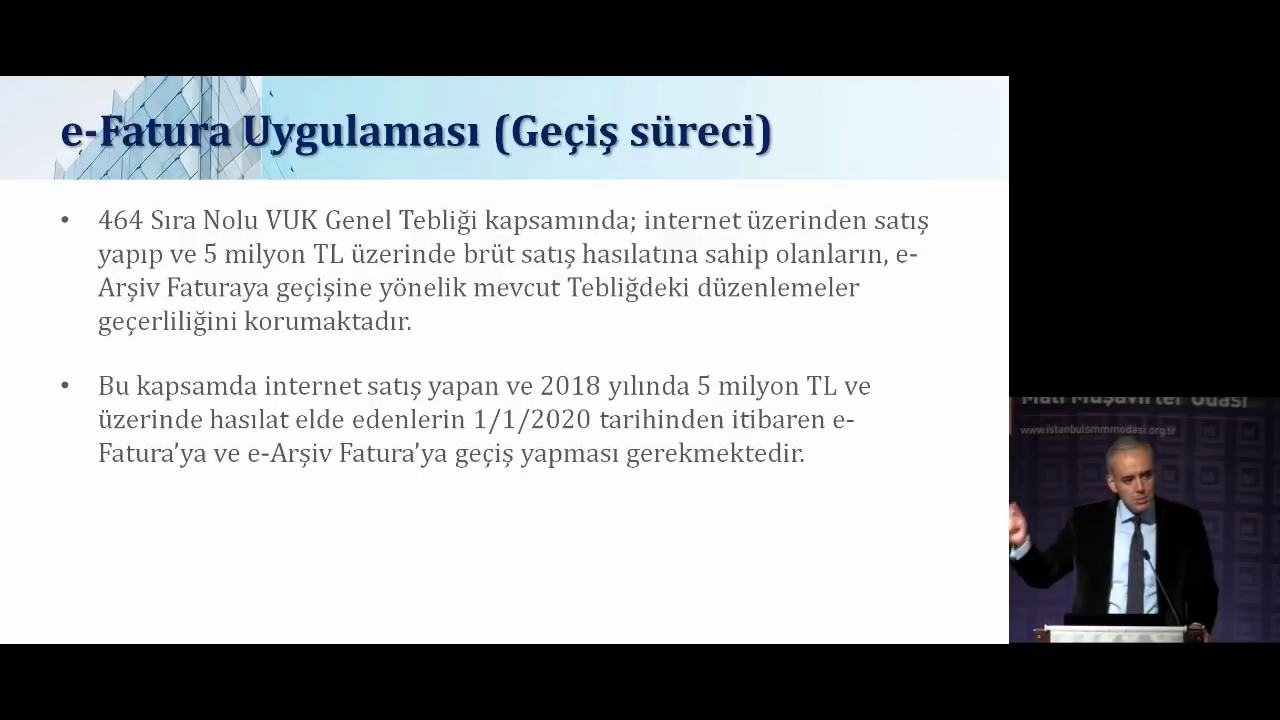 e-Fatura Uygulaması (Geçiş süreci)
• 464 Sıra Nolu VUK Genel Tebliği kapsamında; internet üzerinden satış
yapıp ve 5 milyon TL üzerinde brüt satış hasılatına sahip olanların, e-
Arşiv Faturaya geçişine yönelik mevcut Tebliğdeki düzenlemeler
geçerliliğini korumaktadır.
• Bu kapsamda internet satış yapan ve 2018 yılında 5 milyon TL ve
üzerinde hasılat elde edenlerin 1/1/2020 tarihinden itibaren e-
Fatura’ya ve e-Arşiv Fatura’ya geçiş yapması gerekmektedir.
Mali Müşavirler Odası
www.istanbulsmmmodasi.org.tr